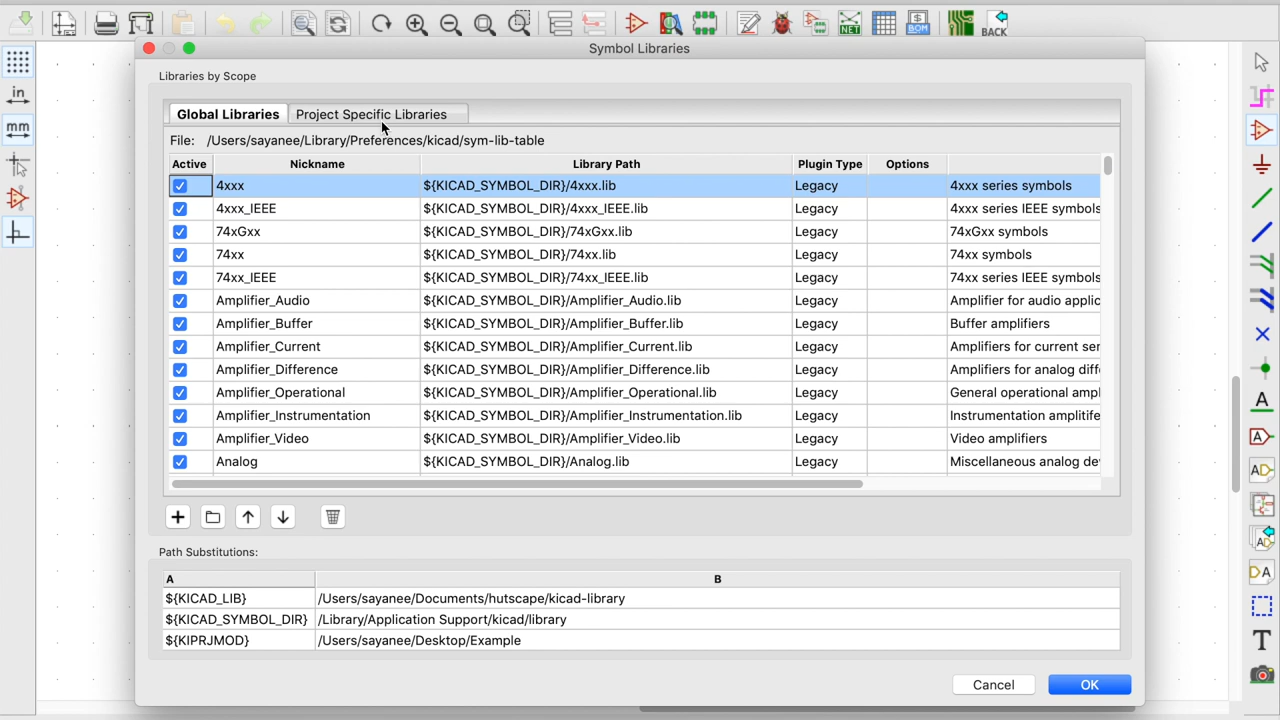 NET
BOM
BACK
Symbol Libraries
Libraries by Scope
Global Libraries Project Specific Libraries
File: /Users/sayanee/Library/Preferences/kicad/sym-lib-table
Active Nickname Library Path Plugin Type Options
4xxx ${KICAD_SYMBOL_DIR}/4xxx.lib Legacy 4xxx series symbols
4xxx_IEEE ${KICAD_SYMBOL_DIR}/4xxx_IEEE.lib Legacy 4xxx series IEEE symbols
74xGxx ${KICAD_SYMBOL_DIR}/74xGxx.lib Legacy 74xGxx symbols
74xx ${KICAD_SYMBOL_DIR}/74xx.lib Legacy 74xx symbols
74xx_IEEE ${KICAD_SYMBOL_DIR}/74xx_IEEE.lib Legacy 74xx series IEEE symbols
Amplifier_Audio ${KICAD_SYMBOL_DIR}/Amplifier_Audio.lib Legacy Amplifier for audio applic
Amplifier_Buffer ${KICAD_SYMBOL_DIR}/Amplifier_Buffer.lib Legacy Buffer amplifiers
Amplifier_Current ${KICAD_SYMBOL_DIR}/Amplifier_Current.lib Legacy Amplifiers for current ser
Amplifier_Difference ${KICAD_SYMBOL_DIR}/Amplifier_Difference.lib Legacy Amplifiers for analog diff
Amplifier_Operational ${KICAD_SYMBOL_DIR}/Amplifier_Operational.lib Legacy General operational ampl
Amplifier_Instrumentation ${KICAD_SYMBOL_DIR}/Amplifier_Instrumentation.lib Legacy Instrumentation amplitife
Amplifier_Video ${KICAD_SYMBOL_DIR}/Amplifier_Video.lib Legacy Video amplifiers
Analog ${KICAD_SYMBOL_DIR}/Analog.lib Legacy Miscellaneous analog de
Path Substitutions:
A B
${KICAD_LIB} /Users/sayanee/Documents/hutscape/kicad-library
${KICAD_SYMBOL_DIR} /Library/Application Support/kicad/library
${KIPRJMOD} /Users/sayanee/Desktop/Example
Cancel OK
in
mm
A
A
AD
AD
DA
T